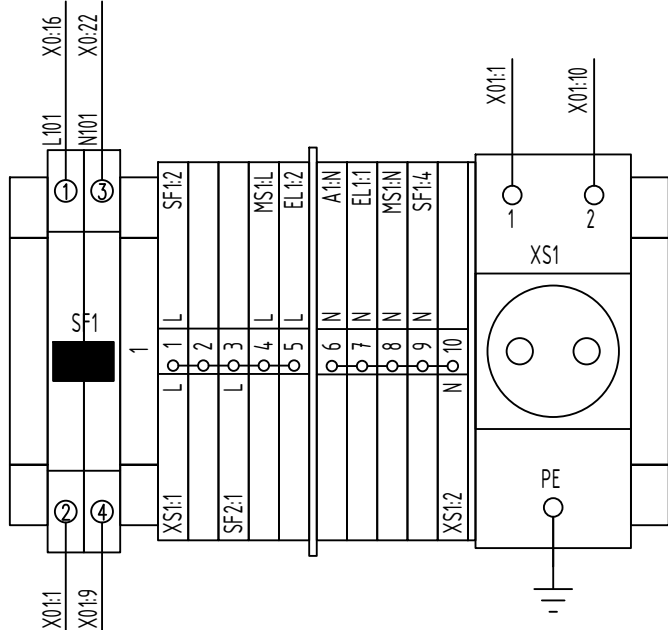 X0:16
X0:22
L101
N101
1
3
SF1
2
4
X01:1
X01:9
1
SF1:2
MS1:L
EL1:2
A1:N
EL1:1
MS1:N
SF1:4
L
L
L
N
N
N
N
1
2
3
4
5
6
7
8
9
10
L
L
N
XS1:1
SF2:1
XS1:2
X01:1
X01:10
1
2
XS1
PE